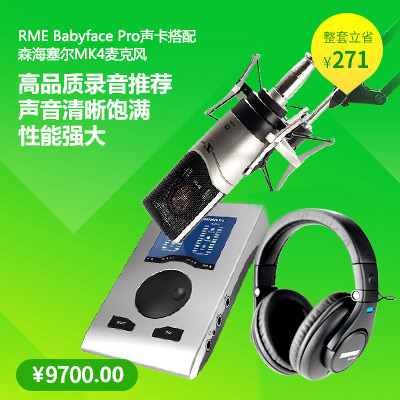 RME Babyface Pro声卡搭配
森海塞尔MK4麦克风
高品质录音推荐
声音清晰饱满
性能强大
整套立省
¥271
¥9700.00